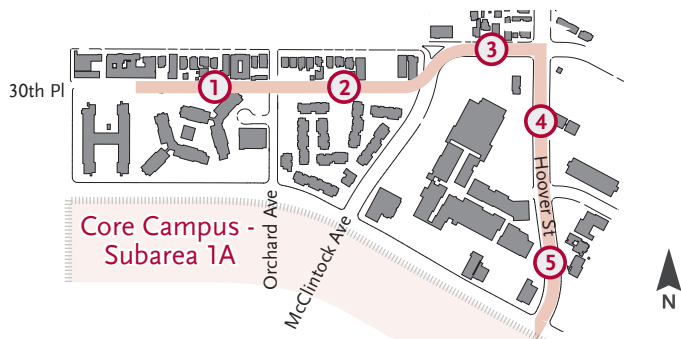 3
1
2
30th Pl
4
Hoover St
Orchard Ave
McClintock Ave
Core Campus -
Subarea 1A
5
N